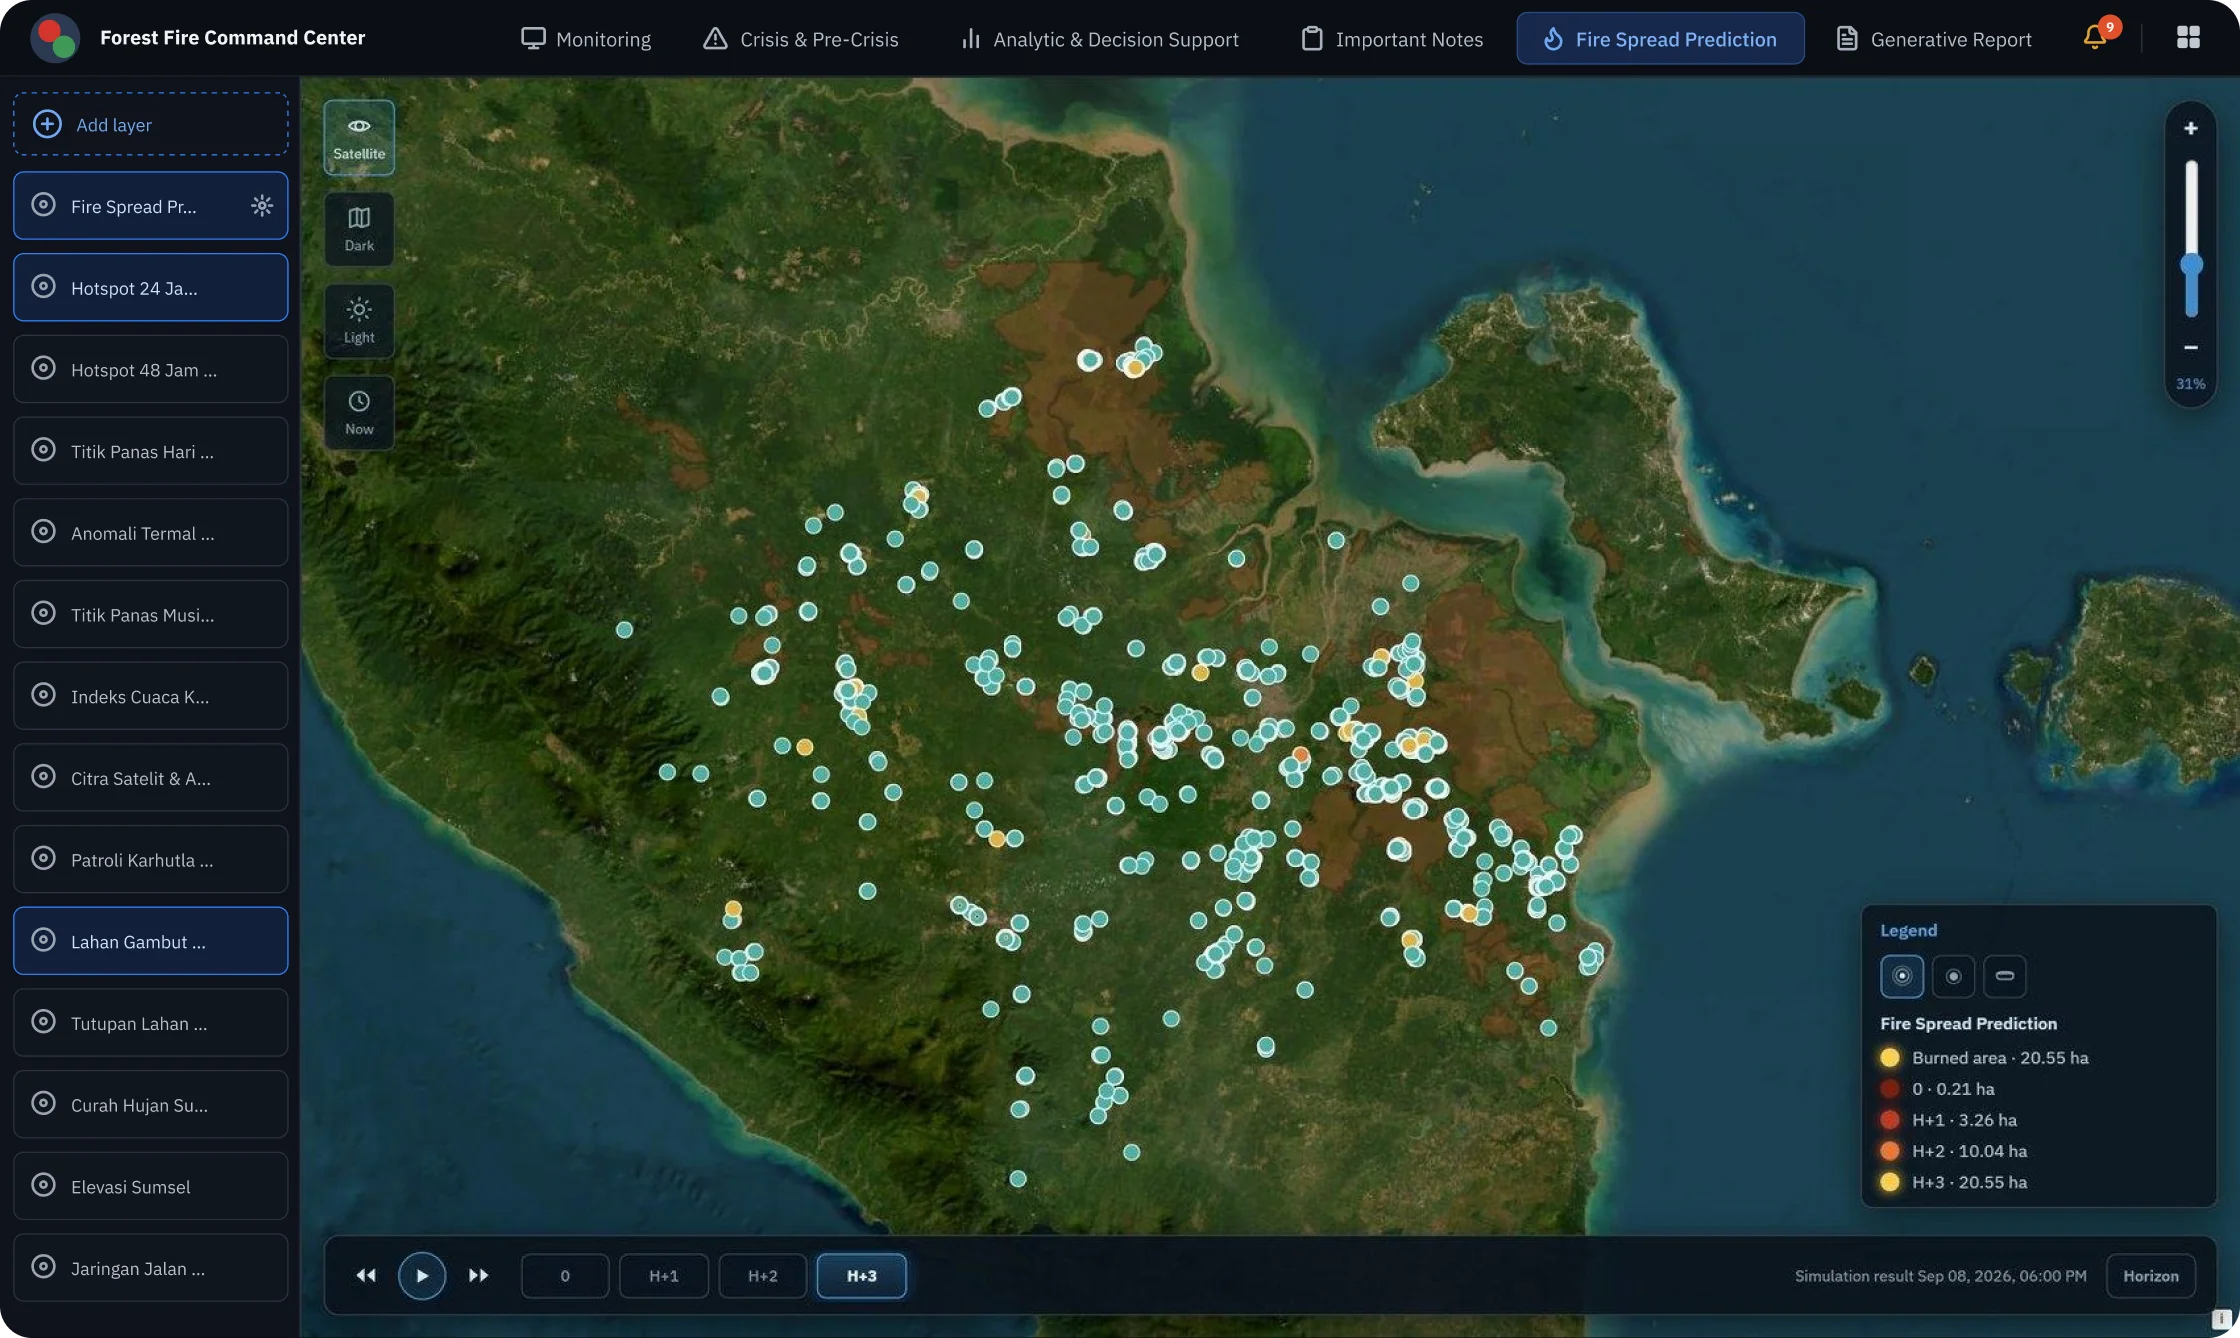 Forest Fire Command Center
Monitoring
Crisis & Pre-Crisis
Analytic & Decision Support
Important Notes
Fire Spread Prediction
Generative Report
9
Add layer
Fire Spread Pr...
Hotspot 24 Ja...
Hotspot 48 Jam ...
Titik Panas Hari ...
Anomali Termal ...
Titik Panas Musi...
Indeks Cuaca K...
Citra Satelit & A...
Patroli Karhutla ...
Lahan Gambut ...
Tutupan Lahan ...
Curah Hujan Su...
Elevasi Sumsel
Jaringan Jalan ...
Satellite
Dark
Light
Now
+
−
31%
Legend
Fire Spread Prediction
Burned area · 20.55 ha
0 · 0.21 ha
H+1 · 3.26 ha
H+2 · 10.04 ha
H+3 · 20.55 ha
0
H+1
H+2
H+3
Simulation result Sep 08, 2026, 06:00 PM
Horizon
i